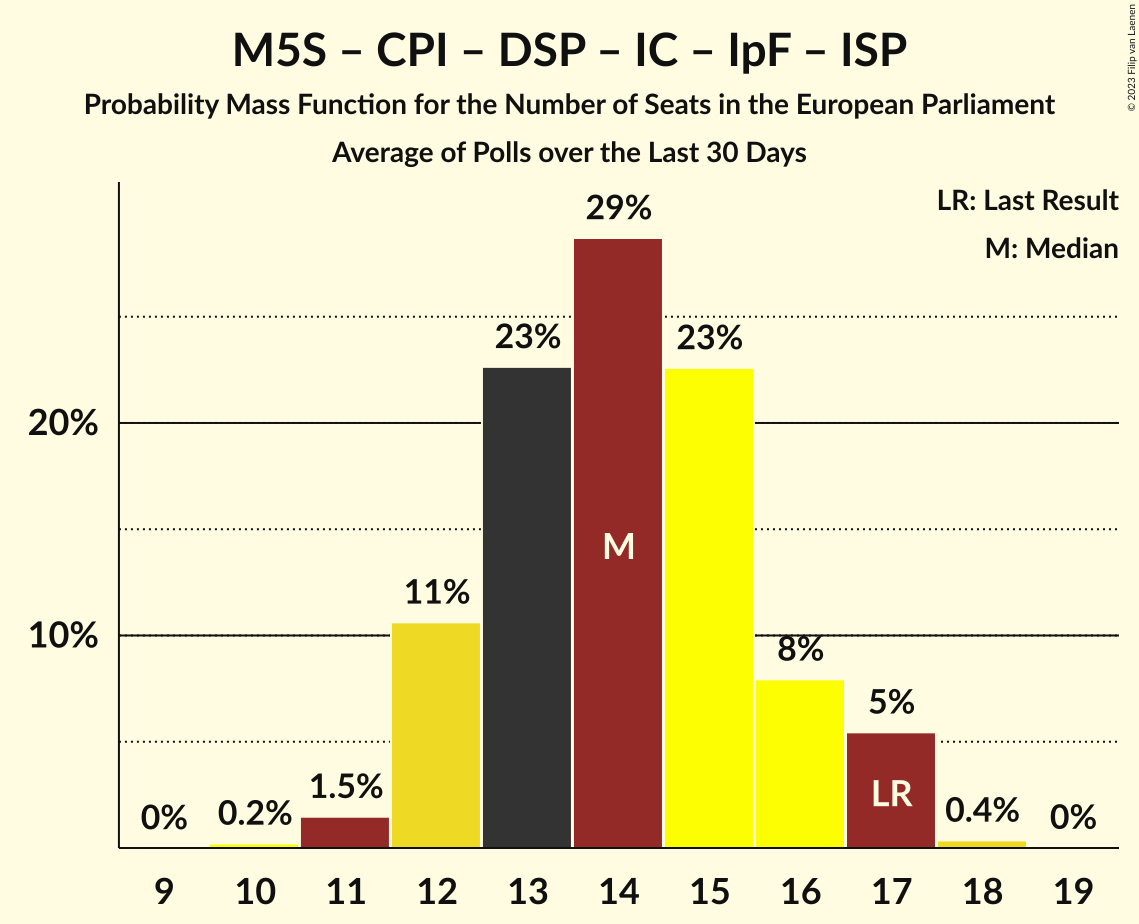 M5S – CPI – DSP – IC – IpF – ISP
Probability Mass Function for the Number of Seats in the European Parliament
Average of Polls over the Last 30 Days
© 2023 Filip van Laenen
LR: Last Result
M: Median
29%
23%
23%
20%
M
11%
10%
8%
5%
1.5%
LR
0%
0.2%
0.4%
0%
9 10 11 12 13 14 15 16 17 18 19